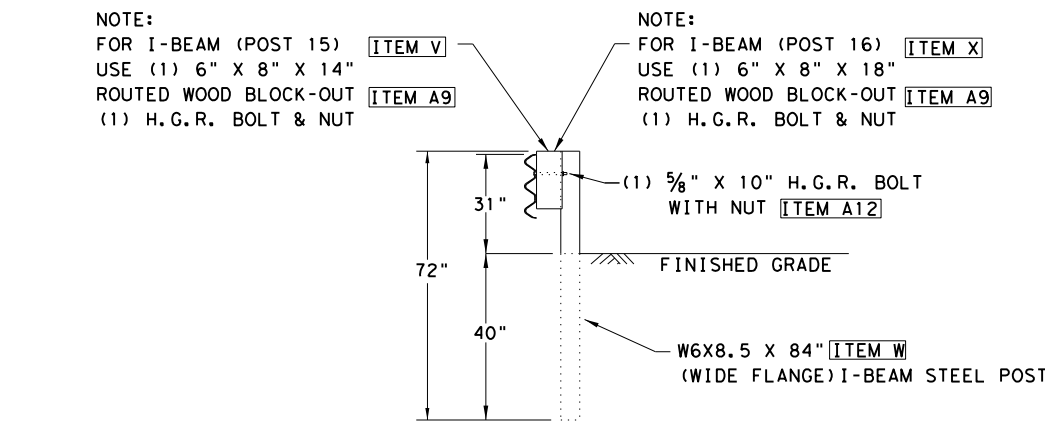 NOTE:
FOR I-BEAM (POST 15) ITEM V
USE (1) 6" X 8" X 14"
ROUTED WOOD BLOCK-OUT ITEM A9
(1) H.G.R. BOLT & NUT
NOTE:
FOR I-BEAM (POST 16) ITEM X
USE (1) 6" X 8" X 18"
ROUTED WOOD BLOCK-OUT ITEM A9
(1) H.G.R. BOLT & NUT
(1) 5/8" X 10" H.G.R. BOLT
WITH NUT ITEM A12
31"
FINISHED GRADE
72"
40"
W6X8.5 X 84" ITEM W
(WIDE FLANGE) I-BEAM STEEL POST